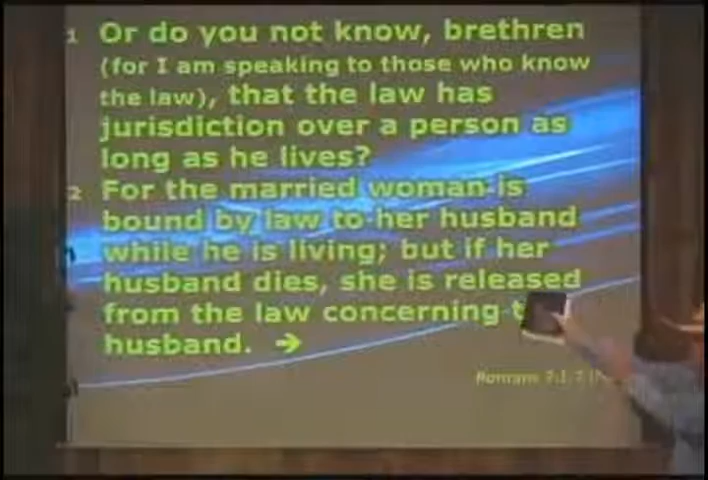 1 Or do you not know, brethren
(for I am speaking to those who know
the law), that the law has
jurisdiction over a person as
long as he lives?
2 For the married woman is
bound by law to her husband
while he is living; but if her
husband dies, she is released
from the law concerning
husband. →
Romans 7:1-